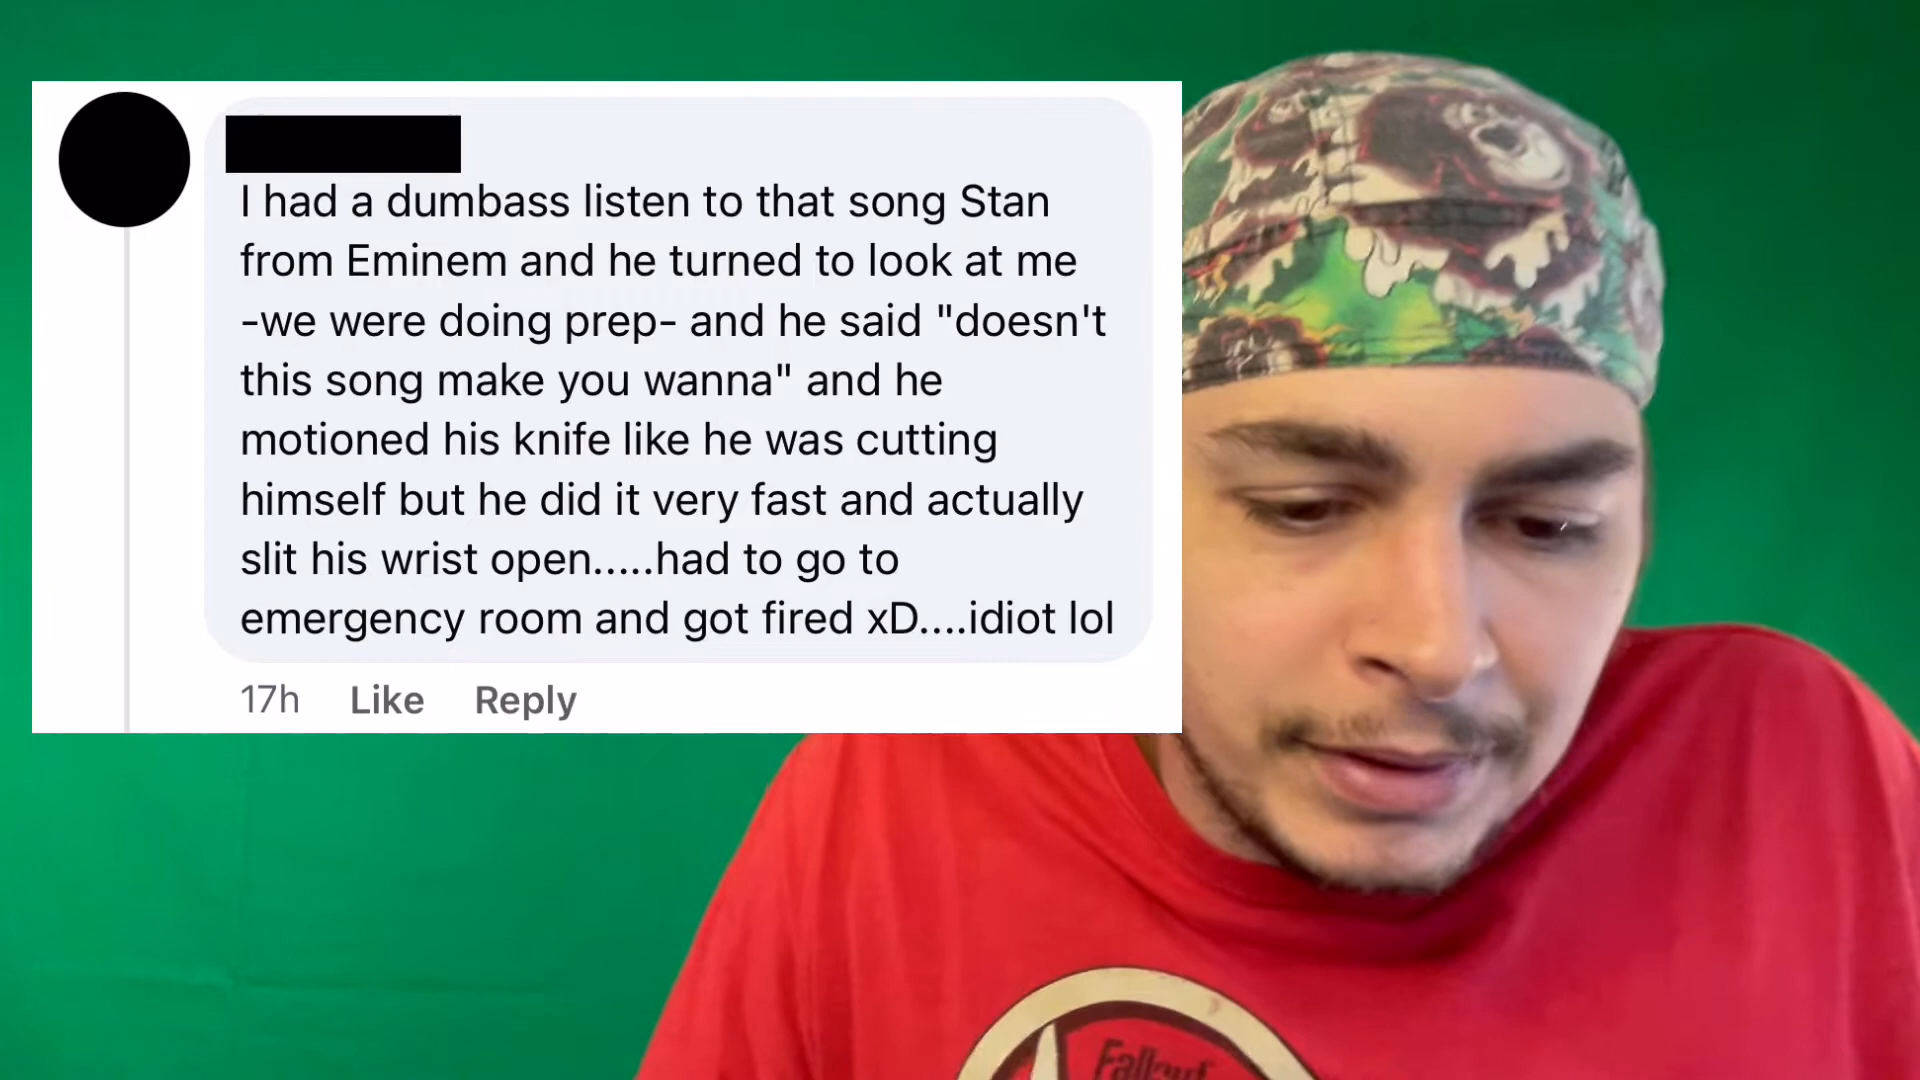 I had a dumbass listen to that song Stan
from Eminem and he turned to look at me
-we were doing prep- and he said "doesn't
this song make you wanna" and he
motioned his knife like he was cutting
himself but he did it very fast and actually
slit his wrist open.....had to go to
emergency room and got fired xD....idiot lol
17h Like Reply
Fallout